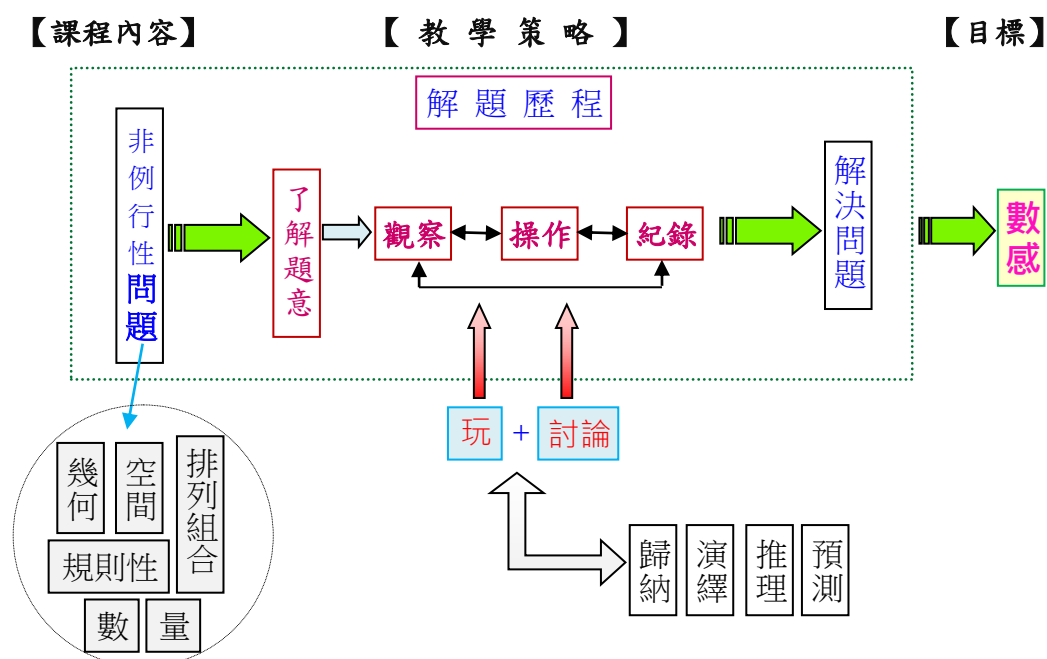 【課程內容】
【 教 學 策 略 】
【目標】
解 題 歷 程
非例行性問題
了解題意
觀察
操作
紀錄
解決問題
數感
玩
+
討論
幾何
空間
排列組合
規則性
數
量
歸納
演繹
推理
預測